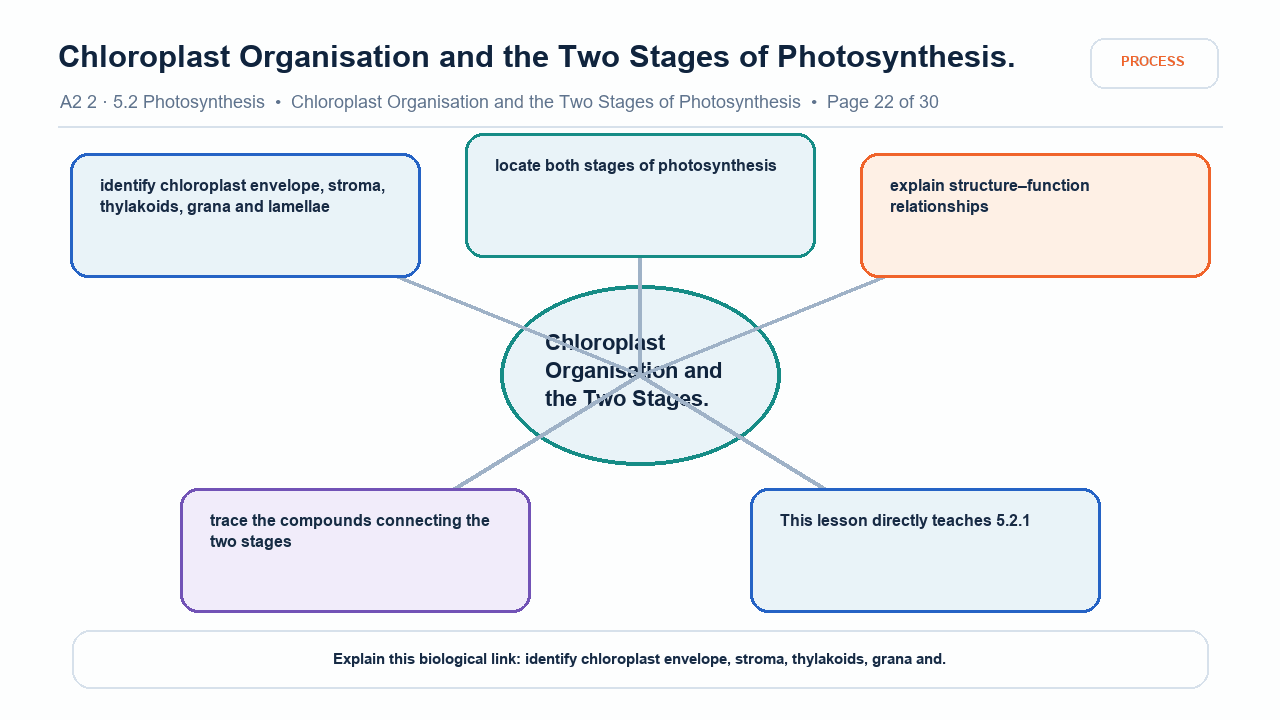 Chloroplast Organisation and the Two Stages of Photosynthesis.
PROCESS
A2 2 · 5.2 Photosynthesis • Chloroplast Organisation and the Two Stages of Photosynthesis • Page 22 of 30
identify chloroplast envelope, stroma,
thylakoids, grana and lamellae
locate both stages of photosynthesis
explain structure–function
relationships
Chloroplast
Organisation and
the Two Stages.
trace the compounds connecting the
two stages
This lesson directly teaches 5.2.1
Explain this biological link: identify chloroplast envelope, stroma, thylakoids, grana and.